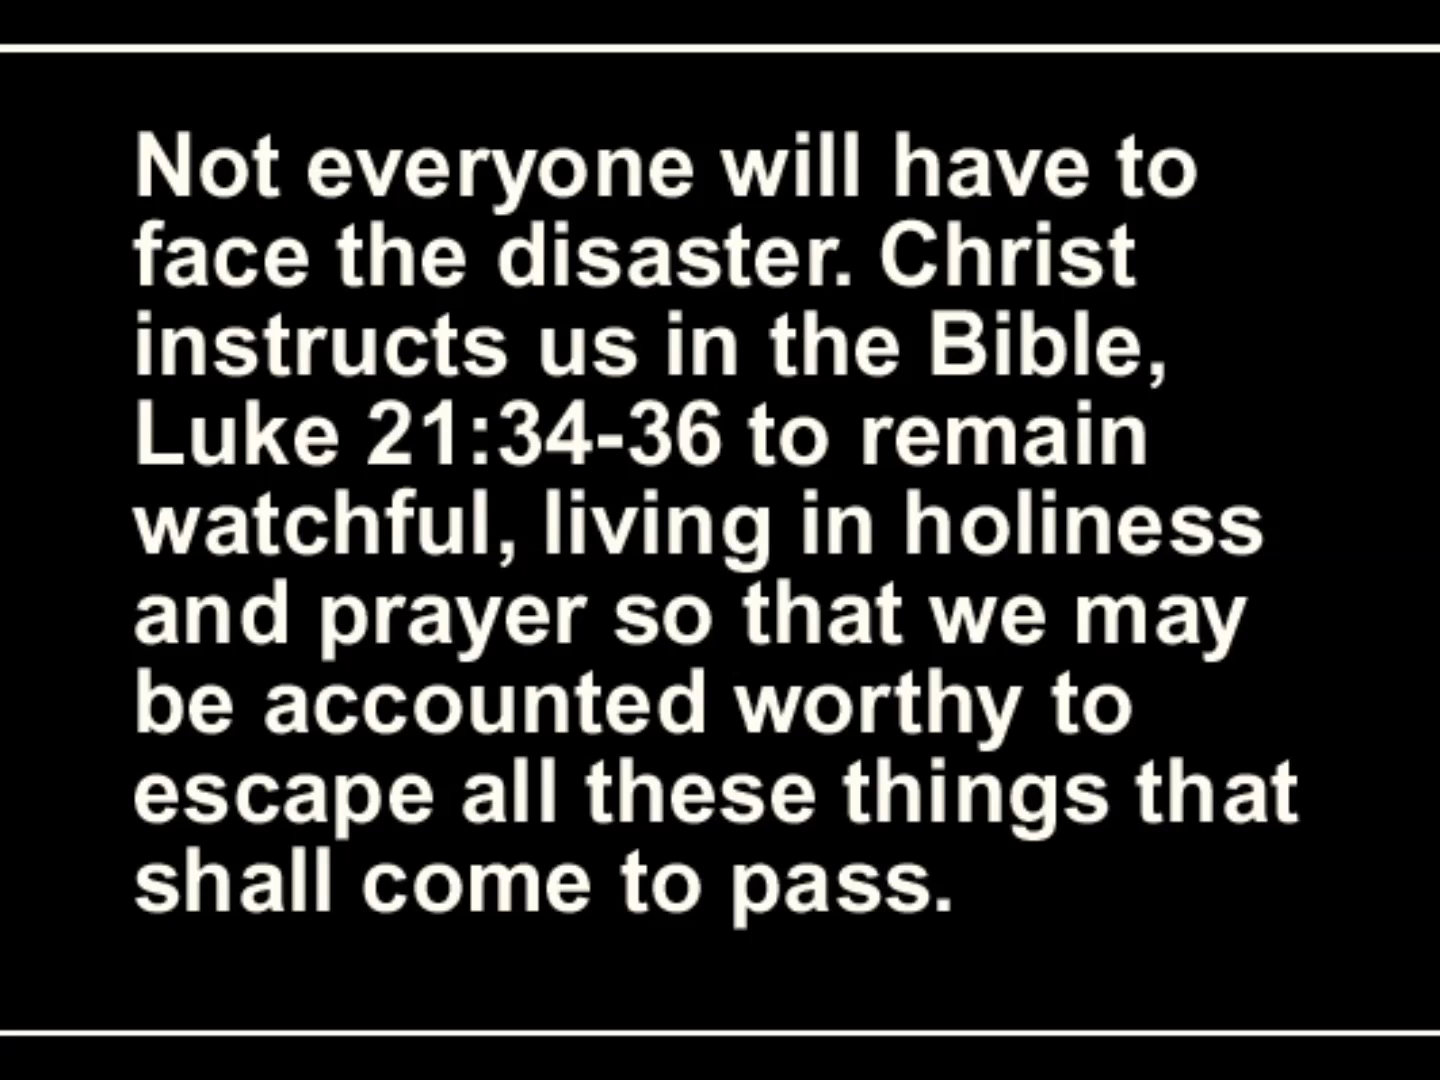 Not everyone will have to
face the disaster. Christ
instructs us in the Bible,
Luke 21:34-36 to remain
watchful, living in holiness
and prayer so that we may
be accounted worthy to
escape all these things that
shall come to pass.